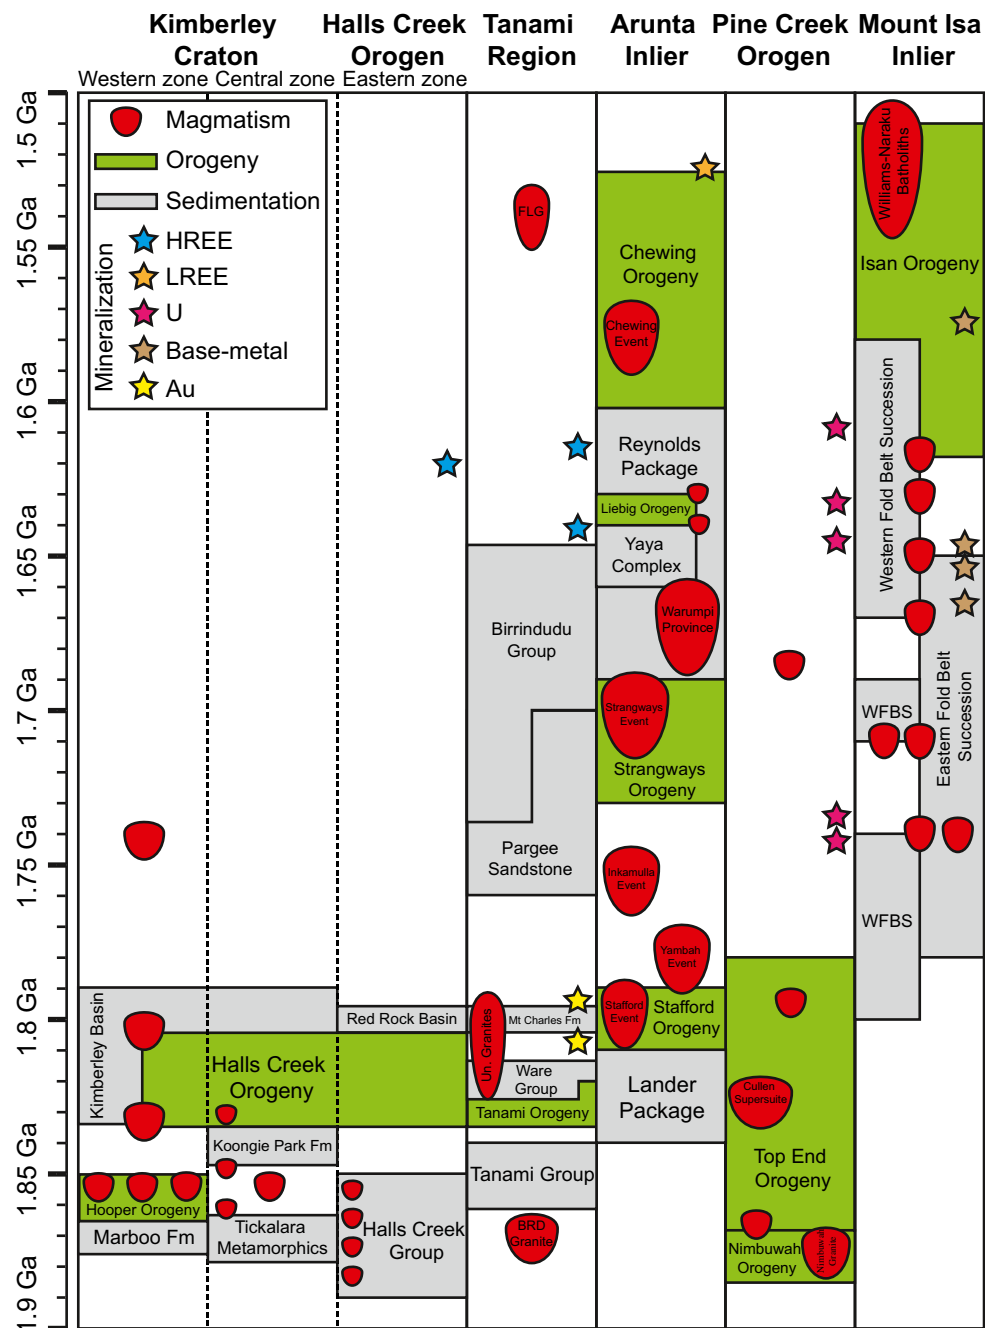 Kimberley
Craton
Halls Creek
Orogen
Tanami
Region
Arunta
Inlier
Pine Creek
Orogen
Mount Isa
Inlier
Western zone
Central zone
Eastern zone
1.5 Ga
1.55 Ga
1.6 Ga
1.65 Ga
1.7 Ga
1.75 Ga
1.8 Ga
1.85 Ga
1.9 Ga
Magmatism
Orogeny
Sedimentation
Mineralization
HREE
LREE
U
Base-metal
Au
Kimberley Basin
Halls Creek
Orogeny
Koongie Park Fm
Hooper Orogeny
Marboo Fm
Tickalara
Metamorphics
Red Rock Basin
Halls Creek
Group
FLG
Birrindudu
Group
Pargee
Sandstone
Un. Granites
Mt Charles Fm
Ware
Group
Tanami Orogeny
Tanami Group
BRD
Granite
Chewing
Orogeny
Chewing
Event
Reynolds
Package
Liebig Orogeny
Yaya
Complex
Warumpi
Province
Strangways
Event
Strangways
Orogeny
Inkamulla
Event
Yambah
Event
Stafford
Event
Stafford
Orogeny
Lander
Package
Cullen
Supersuite
Top End
Orogeny
Nimbuwah
Orogeny
Nimbuwah
Granite
Williams-Naraku
Batholiths
Isan Orogeny
Western Fold Belt Succession
WFBS
Eastern Fold Belt
Succession
WFBS